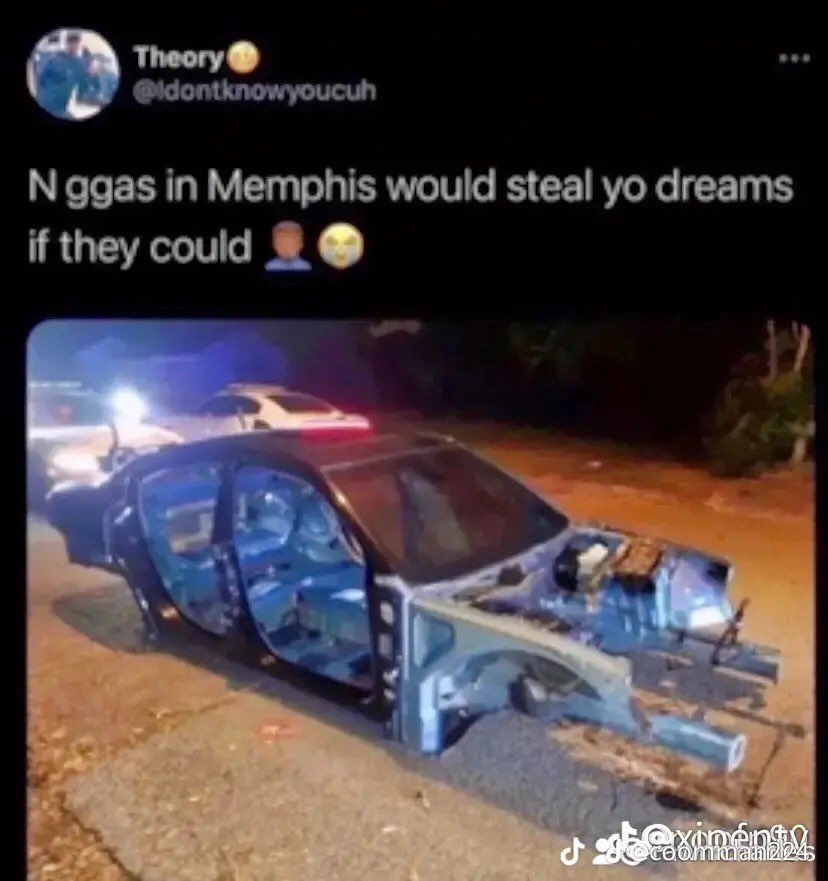 Theory🥴
@Idontknowyoucuh
N ggas in Memphis would steal yo dreams
if they could 🤦🏾‍♂️😭